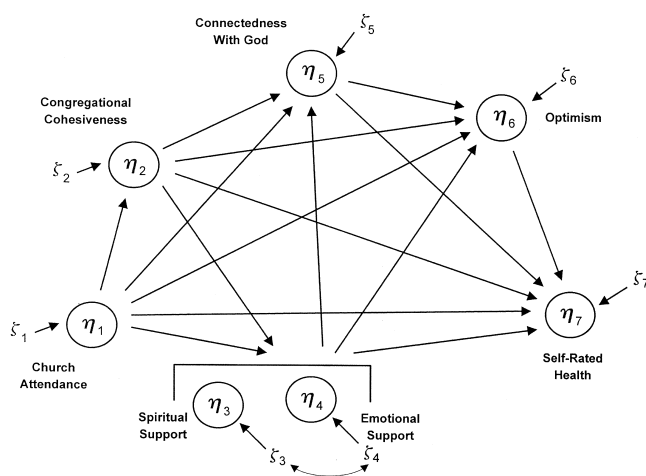 Connectedness
With God
ζ5
η5
ζ6
η6
Optimism
Congregational
Cohesiveness
ζ2
η2
ζ1
η1
Church
Attendance
ζ7
η7
Self-Rated
Health
Spiritual
Support
η3
η4
Emotional
Support
ζ3
ζ4